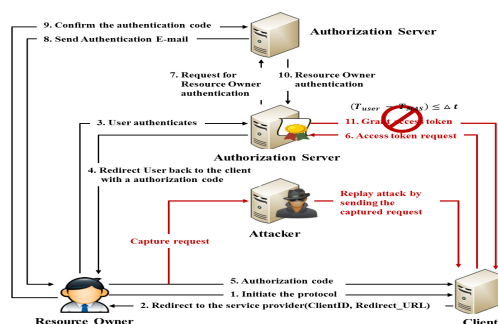 9. Confirm the authentication code
8. Send Authentication E-mail
Authorization Server
7. Request for
Resource Owner
authentication
10. Resource Owner
authentication
(T_user − T_MAS) ≤ △ t
3. User authenticates
11. Grant access token
6. Access token request
Authorization Server
4. Redirect User back to the client
with a authorization code
Replay attack by
sending the
captured request
Attacker
Capture request
5. Authorization code
1. Initiate the protocol
2. Redirect to the service provider(ClientID, Redirect_URL)
Resource Owner
Client